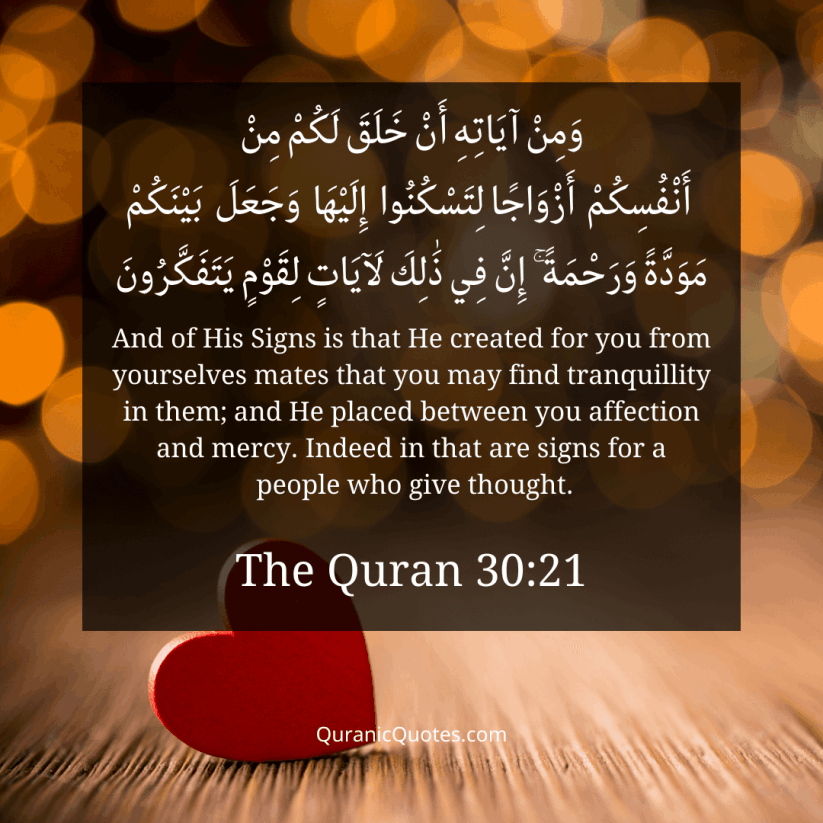 وَمِنْ آيَاتِهِ أَنْ خَلَقَ لَكُمْ مِنْ
أَنْفُسِكُمْ أَزْوَاجًا لِتَسْكُنُوا إِلَيْهَا وَجَعَلَ بَيْنَكُمْ
مَوَدَّةً وَرَحْمَةً ۚ إِنَّ فِي ذَٰلِكَ لَآيَاتٍ لِقَوْمٍ يَتَفَكَّرُونَ
And of His Signs is that He created for you from
yourselves mates that you may find tranquillity
in them; and He placed between you affection
and mercy. Indeed in that are signs for a
people who give thought.
The Quran 30:21
QuranicQuotes.com